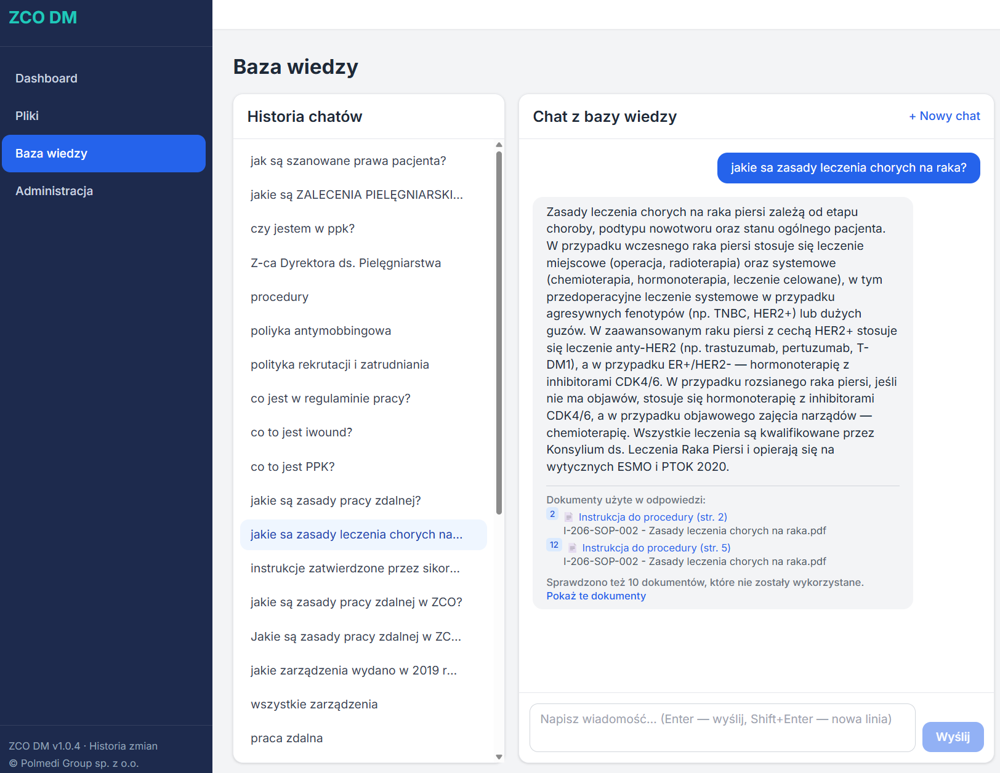 ZCO DM
Dashboard
Pliki
Baza wiedzy
Administracja
ZCO DM v1.0.4 · Historia zmian
© Polmedi Group sp. z o.o.
Baza wiedzy
Historia chatów
jak są szanowane prawa pacjenta?
jakie są ZALECENIA PIELĘGNIARSKI...
czy jestem w ppk?
Z-ca Dyrektora ds. Pielęgniarstwa
procedury
poliyka antymobbingowa
polityka rekrutacji i zatrudniania
co jest w regulaminie pracy?
co to jest iwound?
co to jest PPK?
jakie są zasady pracy zdalnej?
jakie sa zasady leczenia chorych na...
instrukcje zatwierdzone przez sikor...
jakie są zasady pracy zdalnej w ZCO?
Jakie są zasady pracy zdalnej w ZC...
jakie zarządzenia wydano w 2019 r...
wszystkie zarządzenia
praca zdalna
Chat z bazy wiedzy
+ Nowy chat
jakie sa zasady leczenia chorych na raka?
Zasady leczenia chorych na raka piersi zależą od etapu
choroby, podtypu nowotworu oraz stanu ogólnego pacjenta.
W przypadku wczesnego raka piersi stosuje się leczenie
miejscowe (operacja, radioterapia) oraz systemowe
(chemioterapia, hormonoterapia, leczenie celowane), w tym
przedoperacyjne leczenie systemowe w przypadku
agresywnych fenotypów (np. TNBC, HER2+) lub dużych
guzów. W zaawansowanym raku piersi z cechą HER2+ stosuje
się leczenie anty-HER2 (np. trastuzumab, pertuzumab, T-
DM1), a w przypadku ER+/HER2- — hormonoterapię z
inhibitorami CDK4/6. W przypadku rozsianego raka piersi, jeśli
nie ma objawów, stosuje się hormonoterapię z inhibitorami
CDK4/6, a w przypadku objawowego zajęcia narządów —
chemioterapię. Wszystkie leczenia są kwalifikowane przez
Konsylium ds. Leczenia Raka Piersi i opierają się na
wytycznych ESMO i PTOK 2020.
Dokumenty użyte w odpowiedzi:
2 Instrukcja do procedury (str. 2)
I-206-SOP-002 - Zasady leczenia chorych na raka.pdf
12 Instrukcja do procedury (str. 5)
I-206-SOP-002 - Zasady leczenia chorych na raka.pdf
Sprawdzono też 10 dokumentów, które nie zostały wykorzystane.
Pokaż te dokumenty
Napisz wiadomość... (Enter — wyślij, Shift+Enter — nowa linia)
Wyślij